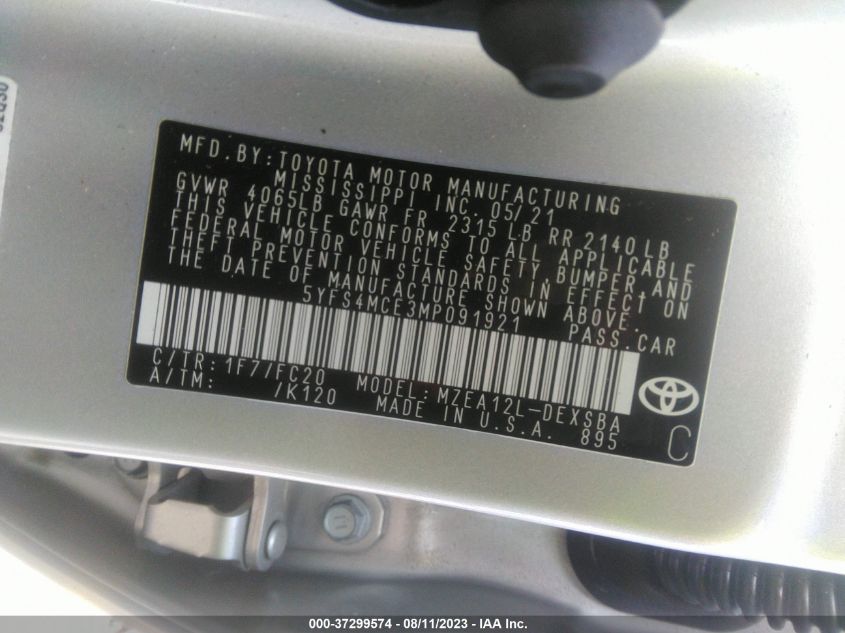 MFD.BY:TOYOTA MOTOR MANUFACTURING
MISSISSIPPI INC. 05/21
GVWR 4065LB GAWR FR 2315 LB RR 2140 LB
THIS VEHICLE CONFORMS TO ALL APPLICABLE
FEDERAL MOTOR VEHICLE SAFETY, BUMPER, AND
THEFT PREVENTION STANDARDS IN EFFECT ON
THE DATE OF MANUFACTURE SHOWN ABOVE.
5YFS4MCE3MP091921 PASS.CAR
C/TR: 1F7/FC20 MODEL: MZEA12L-DEXSBA
A/TM: /K120 MADE IN U.S.A. 895
C
000-37299574 - 08/11/2023 - IAA Inc.